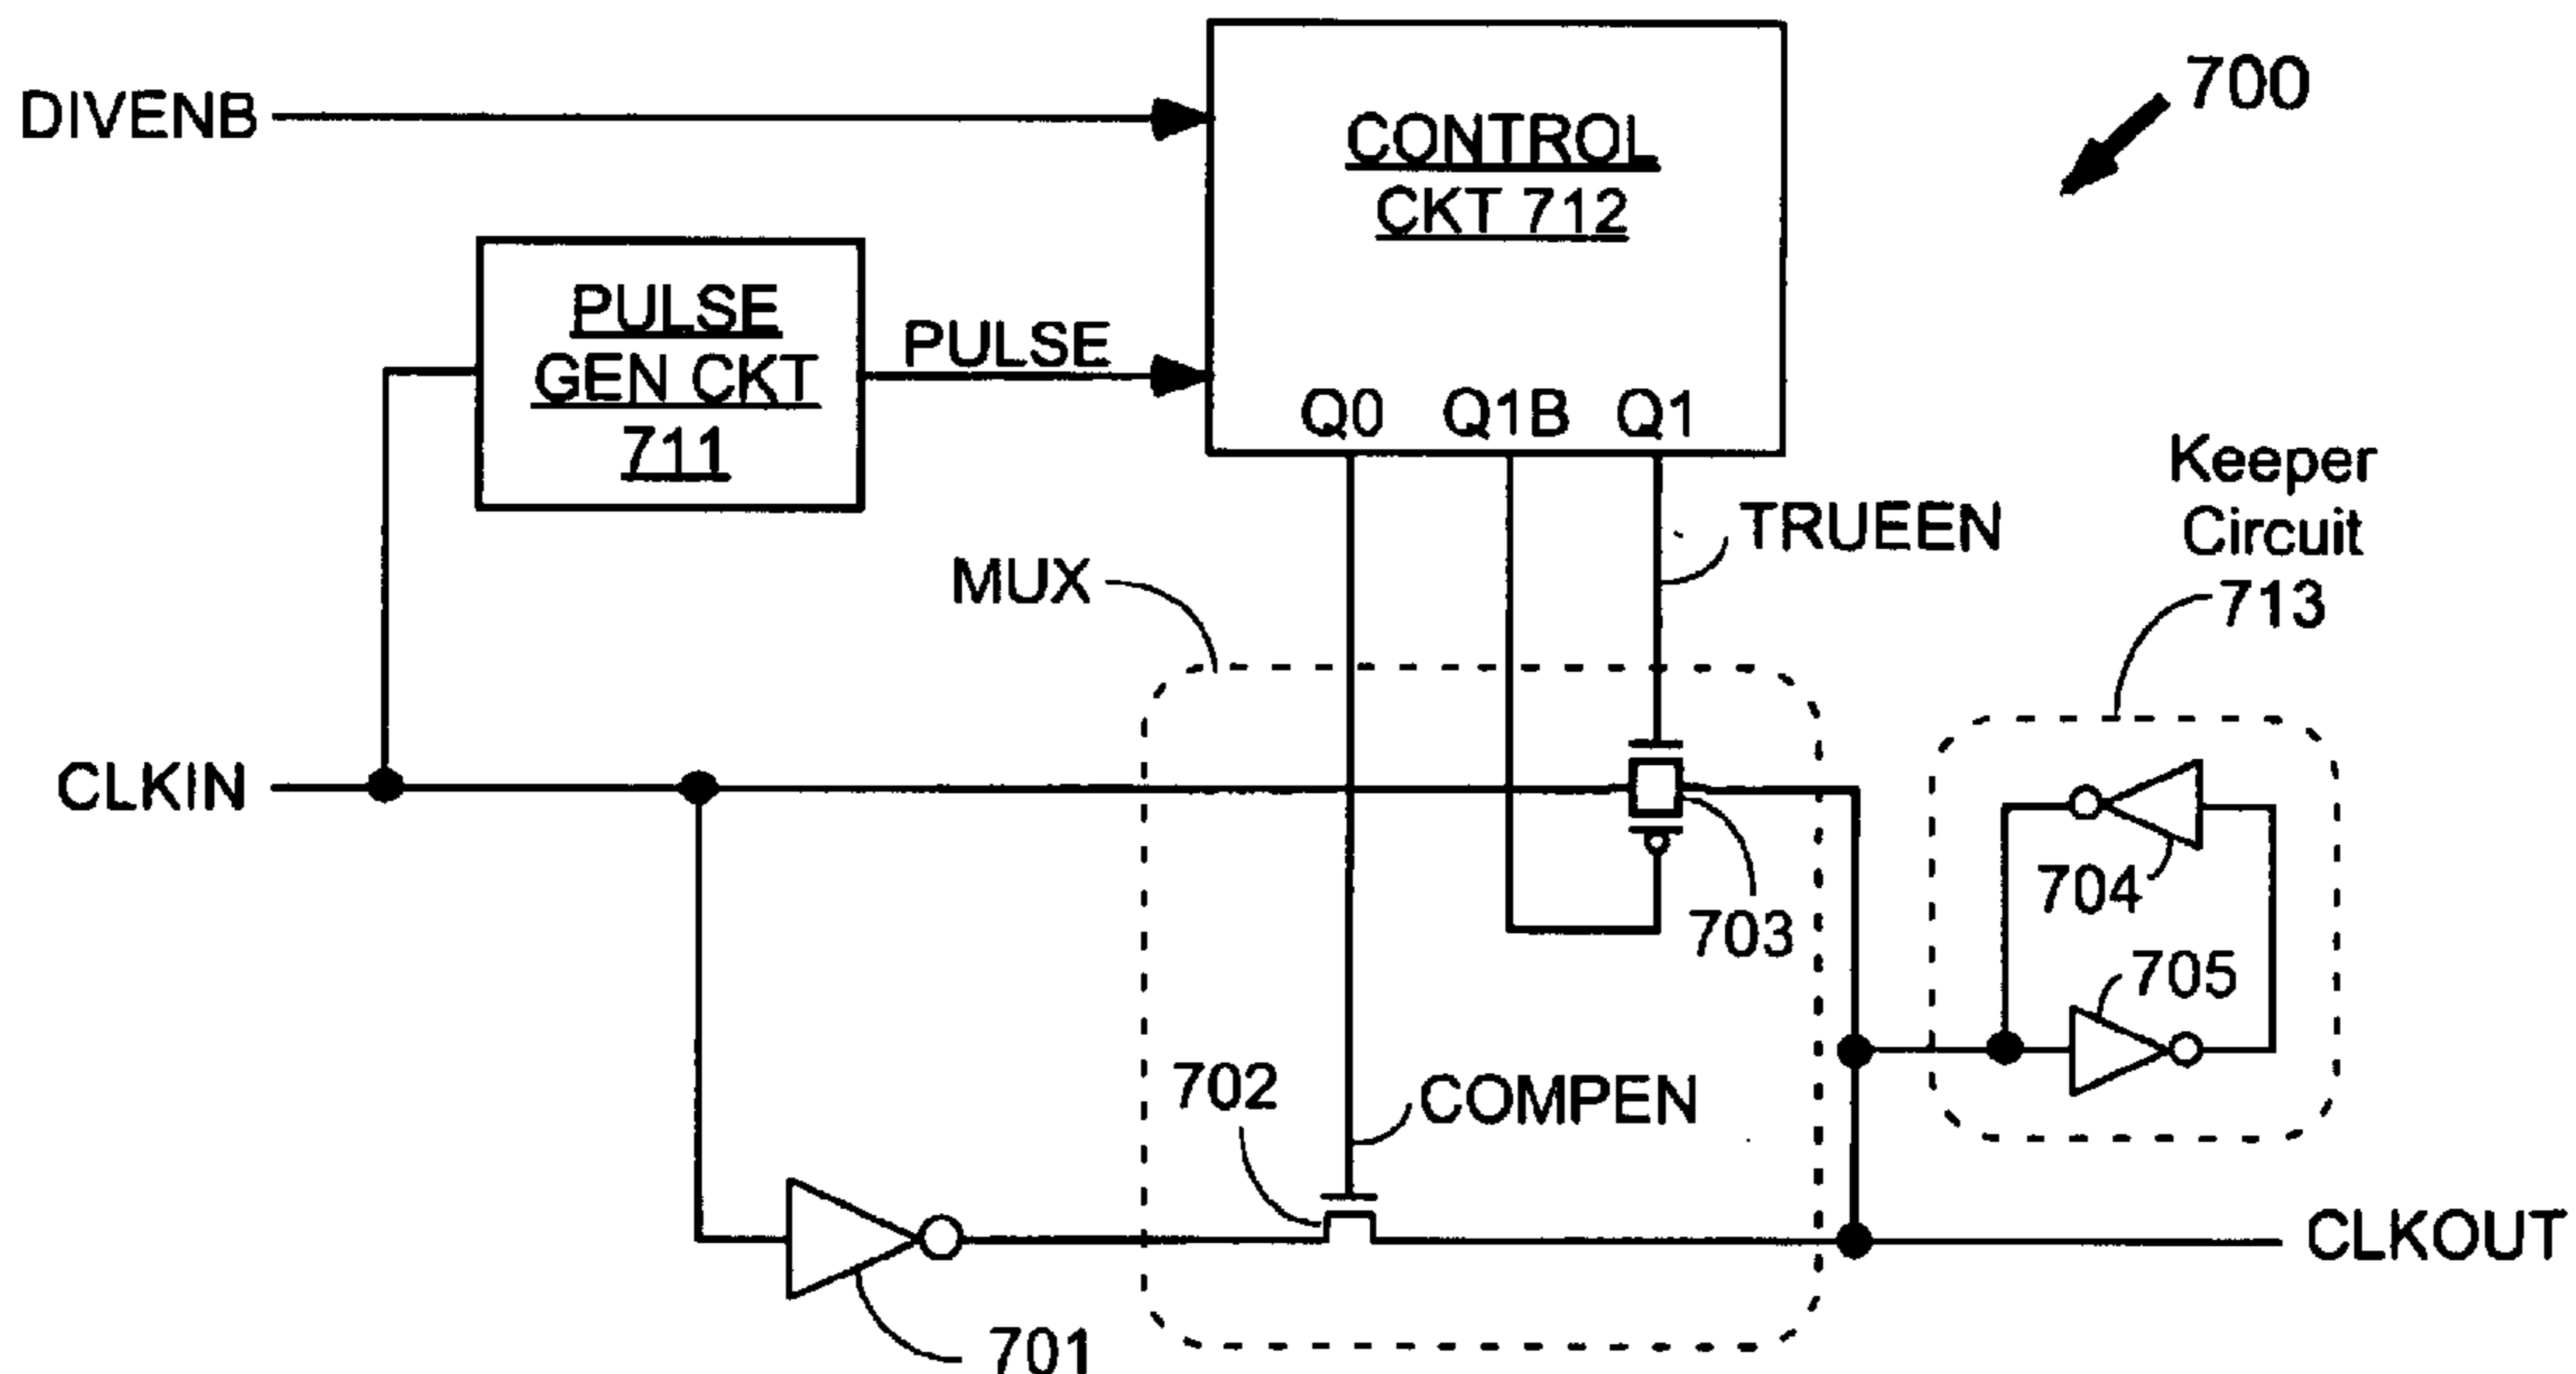 700
DIVENB
CONTROL
CKT 712
PULSE
GEN CKT
711
PULSE
Q0 Q1B Q1
Keeper
Circuit
713
TRUEEN
MUX
CLKIN
703
704
705
702
COMPEN
CLKOUT
701